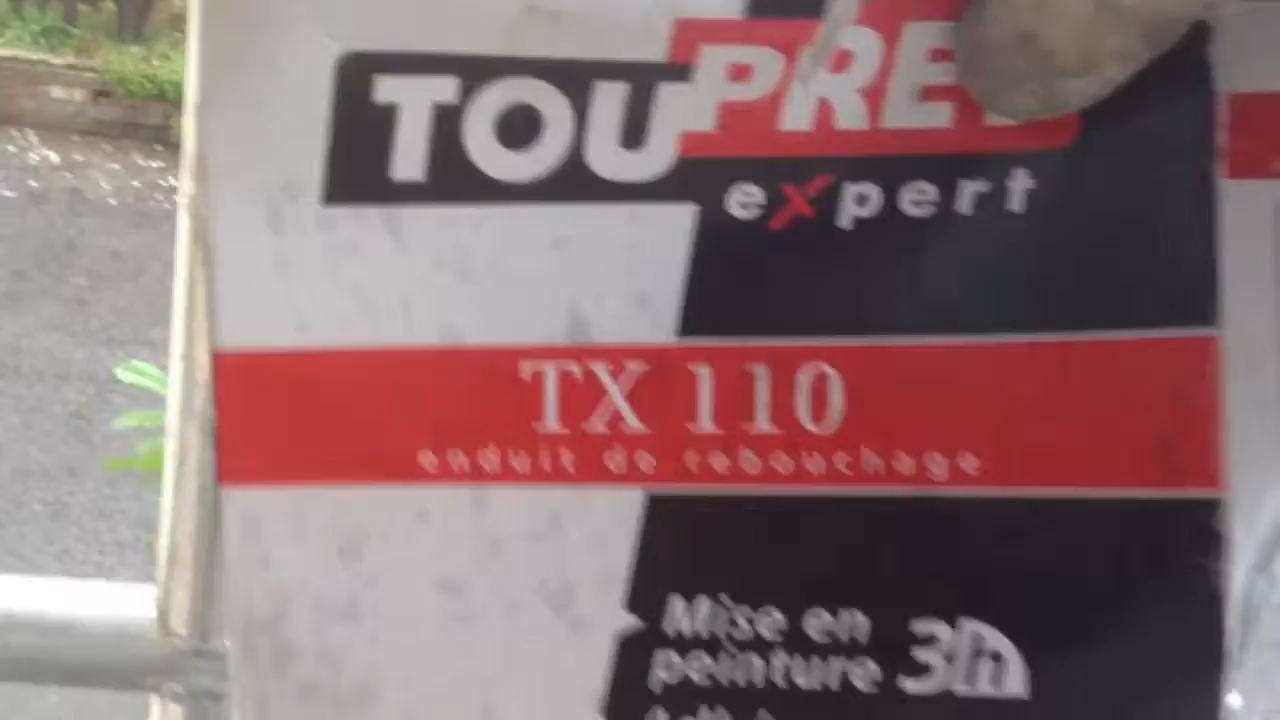 TOUPRET
expert
TX 110
enduit de rebouchage
Mise en
peinture 3h